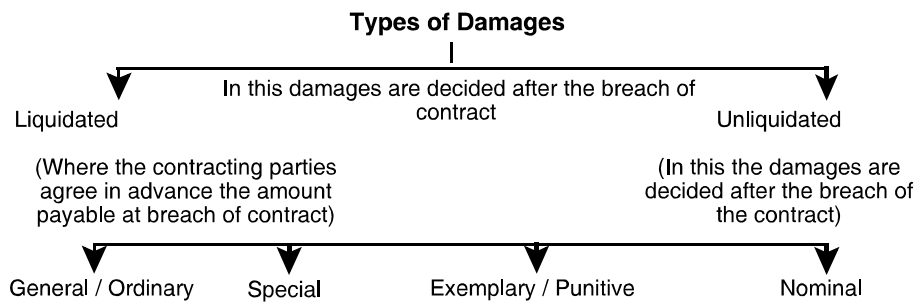 Types of Damages
In this damages are decided after the breach of
contract
Liquidated
Unliquidated
(Where the contracting parties
agree in advance the amount
payable at breach of contract)
(In this the damages are
decided after the breach of
the contract)
General / Ordinary
Special
Exemplary / Punitive
Nominal